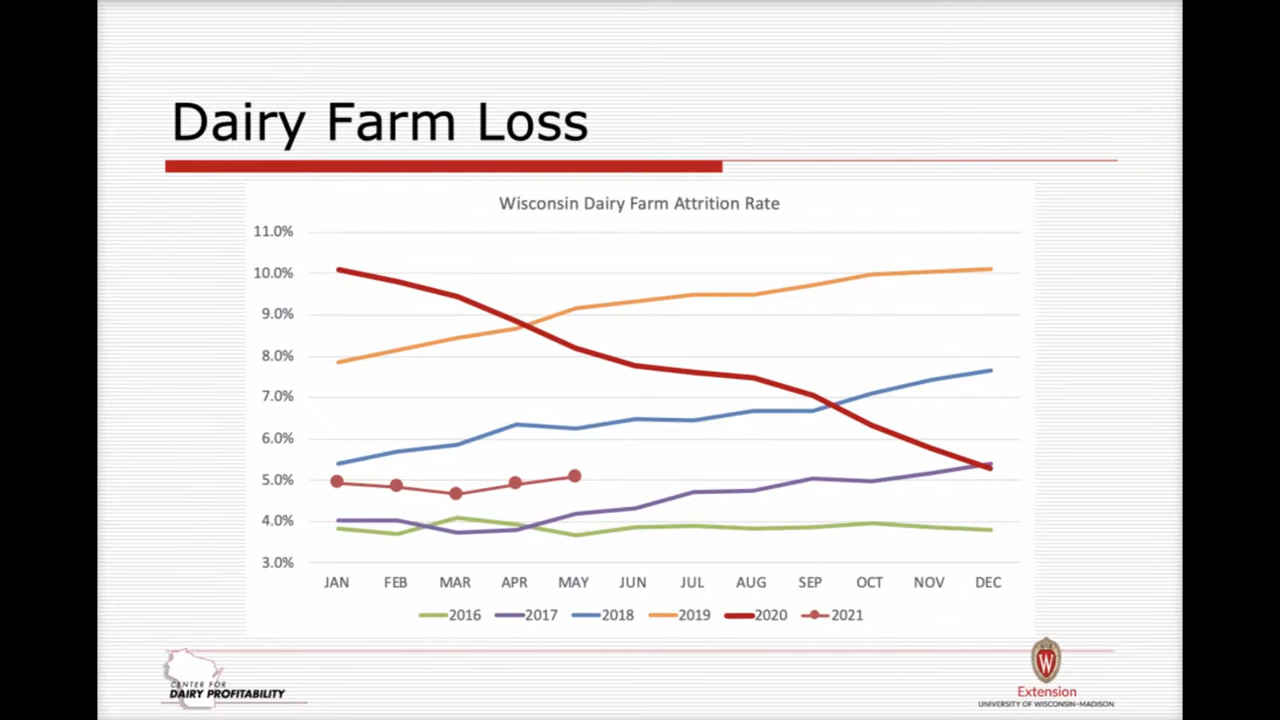 Dairy Farm Loss
Wisconsin Dairy Farm Attrition Rate
11.0%
10.0%
9.0%
8.0%
7.0%
6.0%
5.0%
4.0%
3.0%
JAN FEB MAR APR MAY JUN JUL AUG SEP OCT NOV DEC
2016 2017 2018 2019 2020 2021
CENTER FOR
DAIRY PROFITABILITY
W
Extension
UNIVERSITY OF WISCONSIN-MADISON